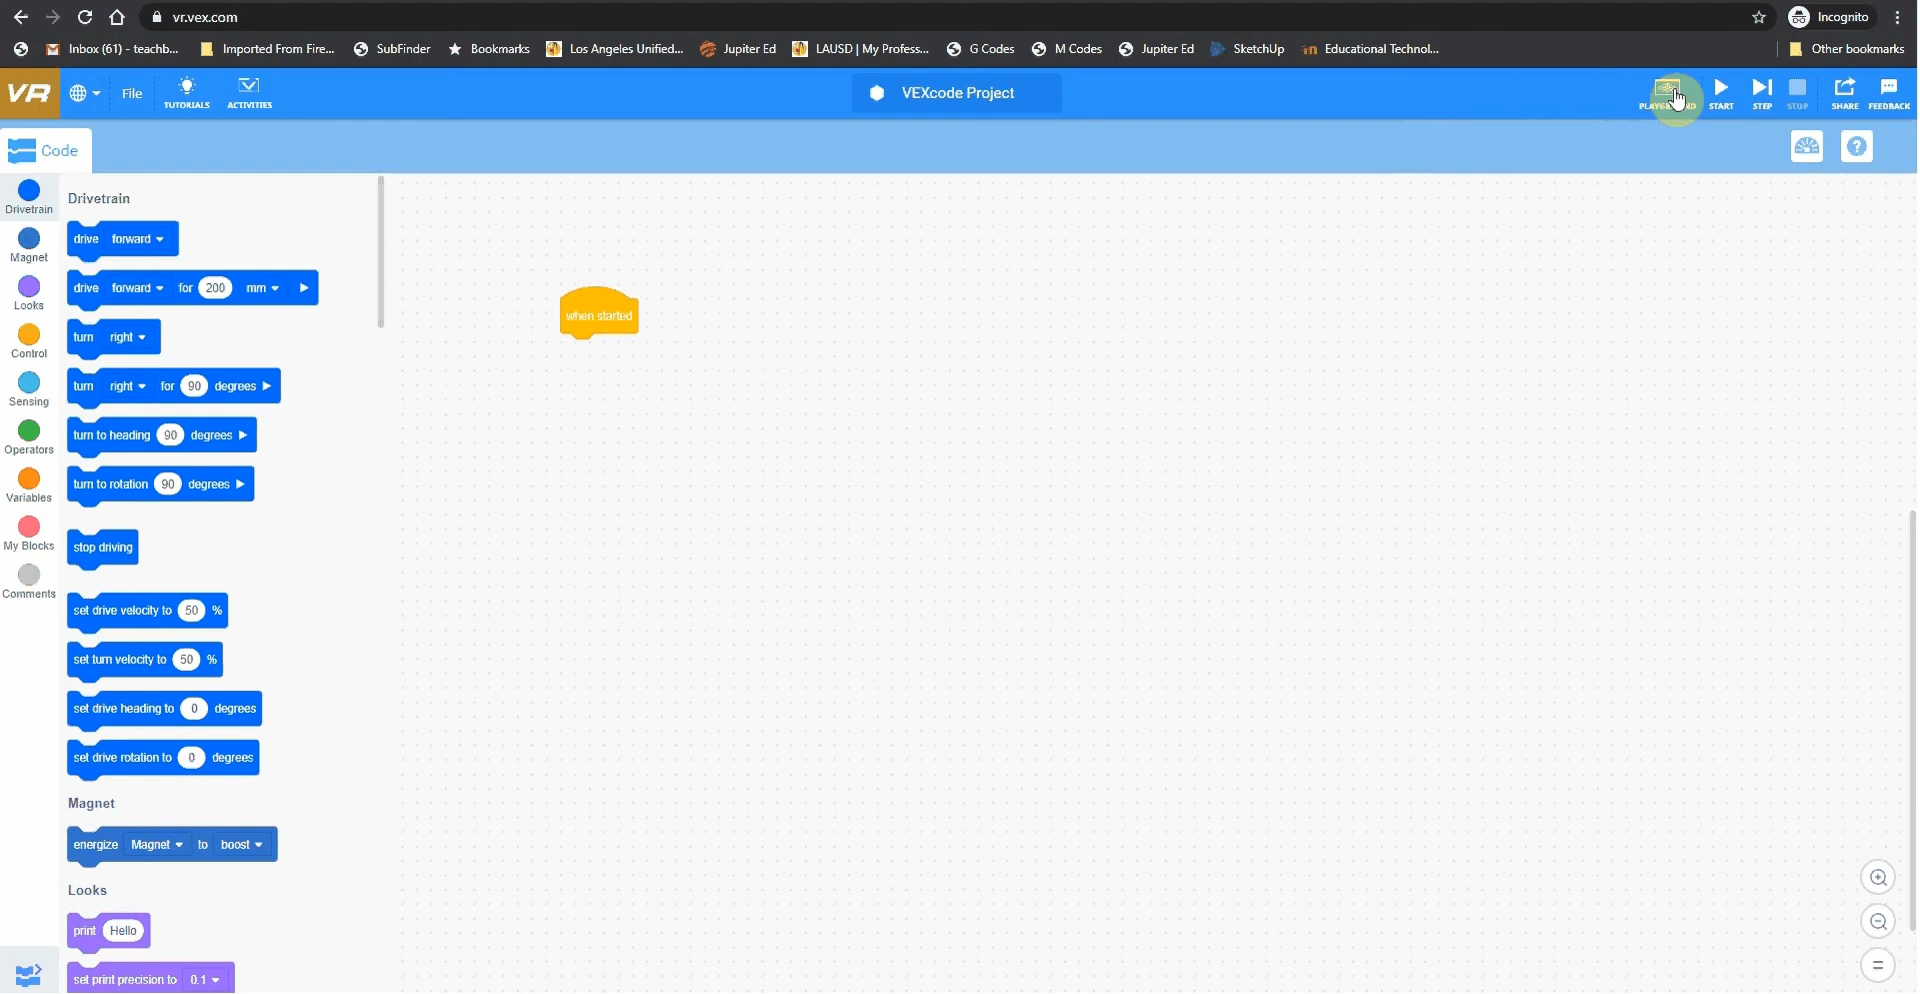 vr.vex.com
Incognito
Inbox (61) - teachb...
Imported From Fire...
SubFinder
Bookmarks
Los Angeles Unified...
Jupiter Ed
LAUSD | My Profess...
G Codes
M Codes
Jupiter Ed
SketchUp
Educational Technol...
Other bookmarks
VR
File
TUTORIALS
ACTIVITIES
VEXcode Project
START
STEP
STOP
SHARE
FEEDBACK
Code
Drivetrain
Magnet
Looks
Control
Sensing
Operators
Variables
My Blocks
Comments
Drivetrain
drive forward
drive forward for 200 mm
turn right
turn right for 90 degrees
turn to heading 90 degrees
turn to rotation 90 degrees
stop driving
set drive velocity to 50 %
set turn velocity to 50 %
set drive heading to 0 degrees
set drive rotation to 0 degrees
Magnet
energize Magnet to boost
Looks
print Hello
set print precision to 0.1
when started